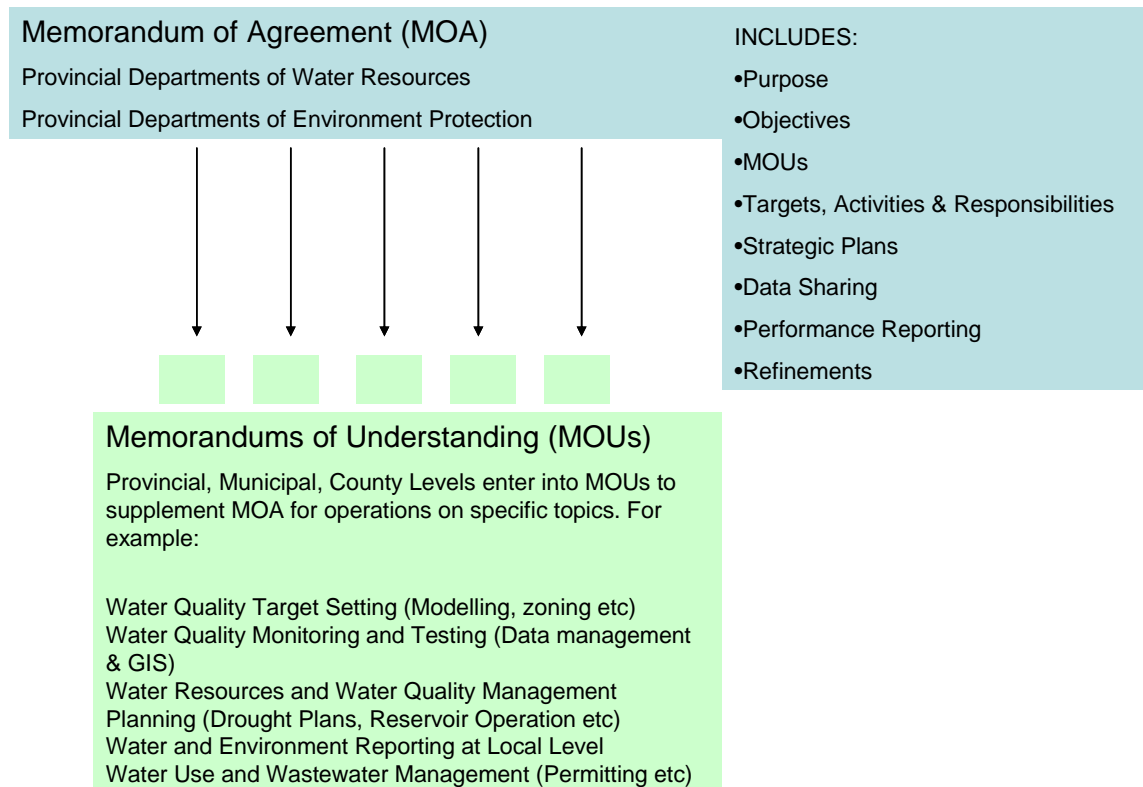 Memorandum of Agreement (MOA)
Provincial Departments of Water Resources
Provincial Departments of Environment Protection
INCLUDES:
•Purpose
•Objectives
•MOUs
•Targets, Activities & Responsibilities
•Strategic Plans
•Data Sharing
•Performance Reporting
•Refinements
Memorandums of Understanding (MOUs)
Provincial, Municipal, County Levels enter into MOUs to
supplement MOA for operations on specific topics. For
example:
Water Quality Target Setting (Modelling, zoning etc)
Water Quality Monitoring and Testing (Data management
& GIS)
Water Resources and Water Quality Management
Planning (Drought Plans, Reservoir Operation etc)
Water and Environment Reporting at Local Level
Water Use and Wastewater Management (Permitting etc)